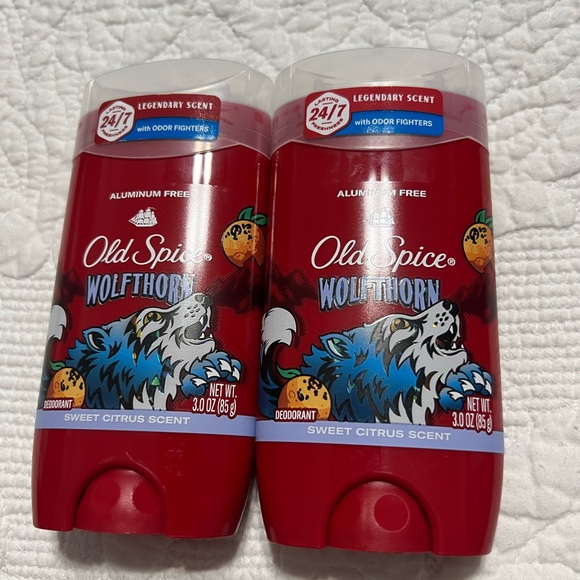 LASTING
24/7
FRESHNESS
LEGENDARY SCENT
with ODOR FIGHTERS
ALUMINUM FREE
Old Spice®
WOLFTHORN
DEODORANT
NET WT.
3.0 OZ (85g)
SWEET CITRUS SCENT
LASTING
24/7
FRESHNESS
LEGENDARY SCENT
with ODOR FIGHTERS
ALUMINUM FREE
Old Spice®
WOLFTHORN
DEODORANT
NET WT.
3.0 OZ (85g)
SWEET CITRUS SCENT